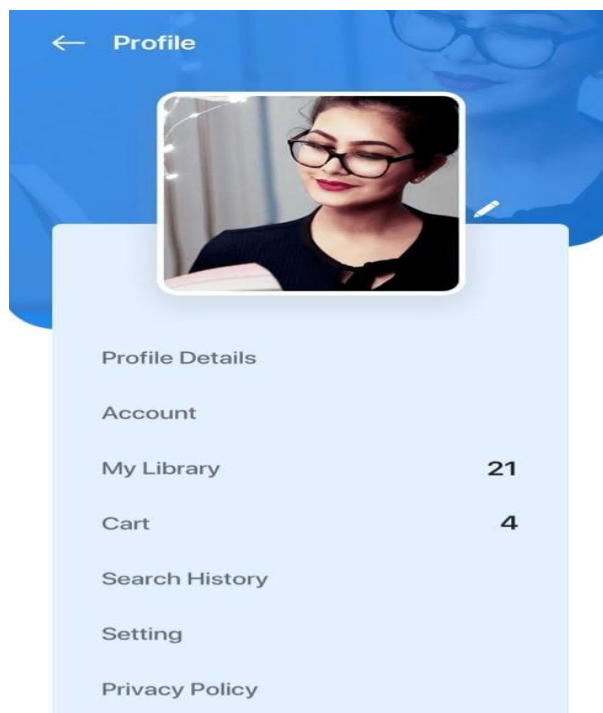 Profile
Profile Details
Account
My Library 21
Cart 4
Search History
Setting
Privacy Policy